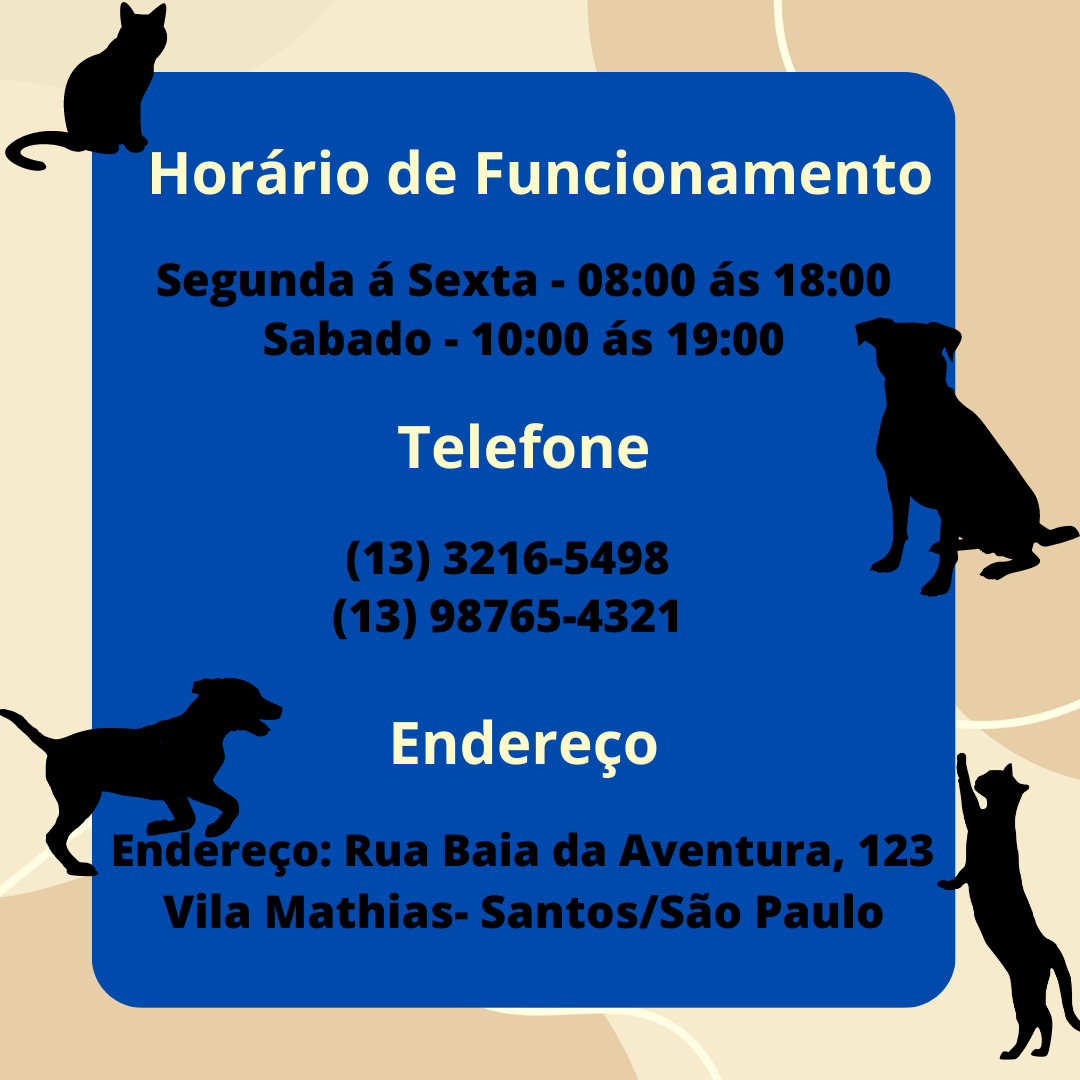 Horário de Funcionamento
Segunda á Sexta - 08:00 ás 18:00
Sabado - 10:00 ás 19:00
Telefone
(13) 3216-5498
(13) 98765-4321
Endereço
Endereço: Rua Baia da Aventura, 123
Vila Mathias- Santos/São Paulo